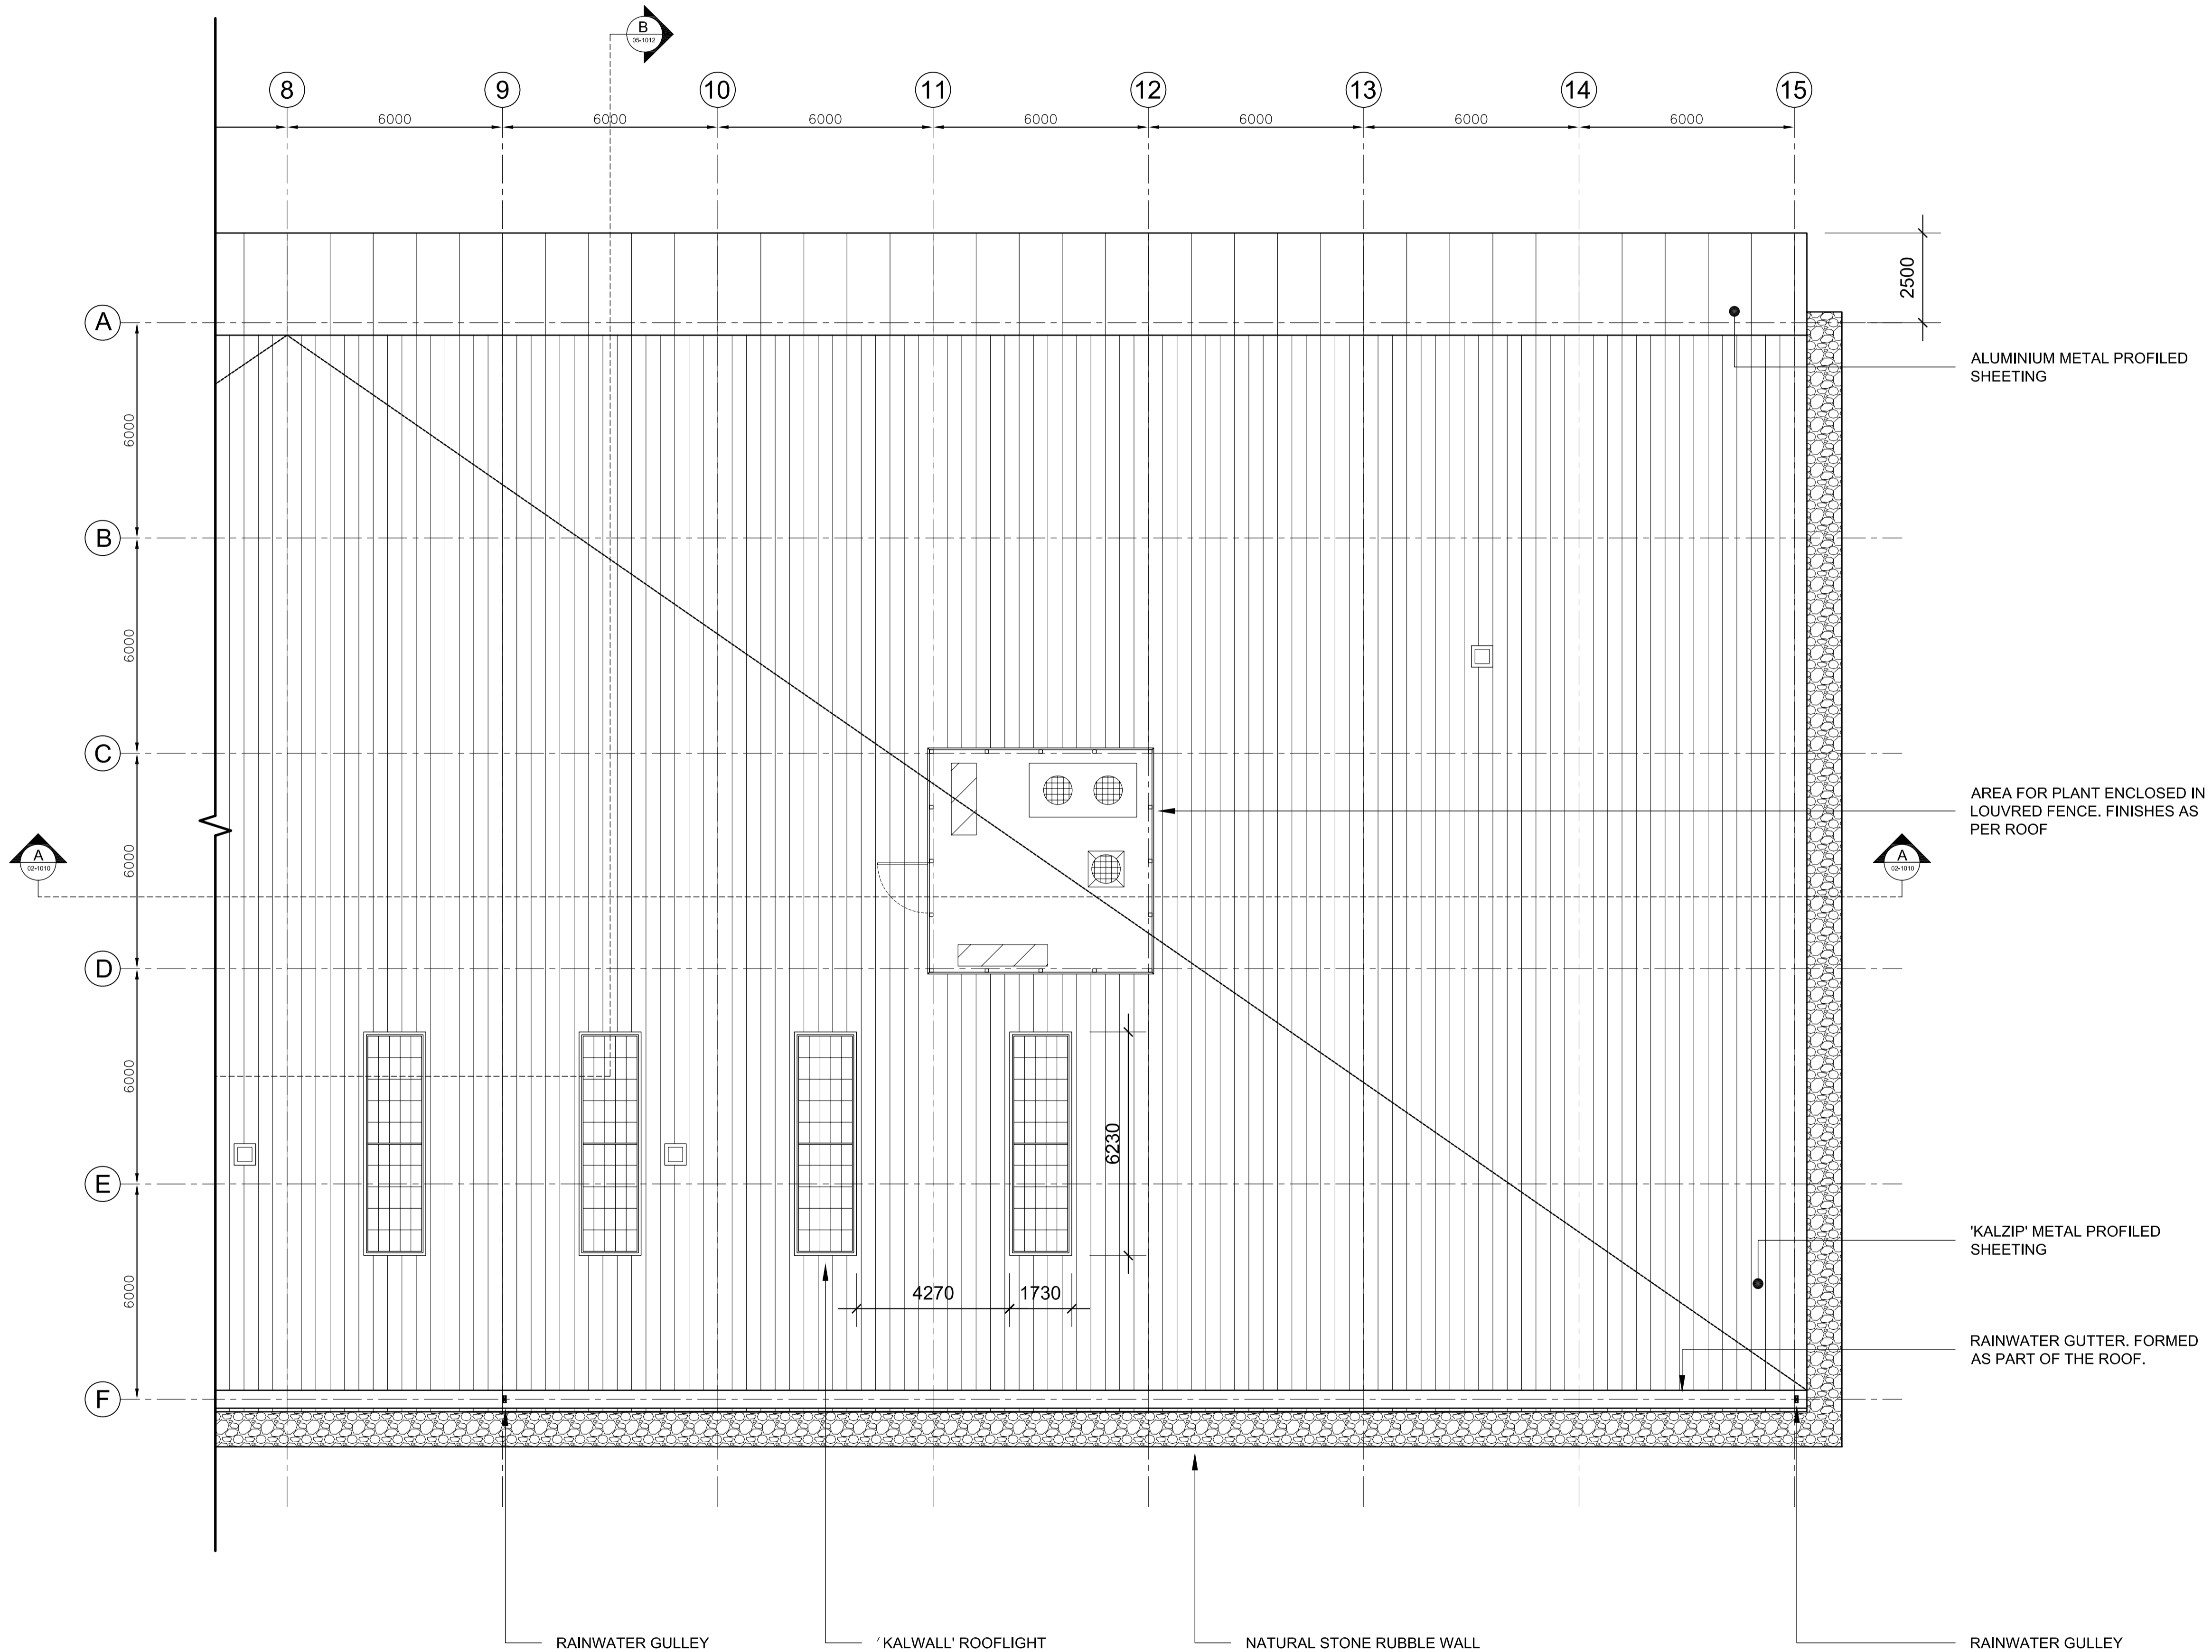 B
05-1012
8
9
10
11
12
13
14
15
6000
6000
6000
6000
6000
6000
6000
2500
A
ALUMINIUM METAL PROFILED
SHEETING
6000
B
6000
C
AREA FOR PLANT ENCLOSED IN
LOUVRED FENCE. FINISHES AS
PER ROOF
A
02-1010
6000
A
02-1010
D
6000
6230
E
'KALZIP' METAL PROFILED
SHEETING
6000
4270
1730
RAINWATER GUTTER. FORMED
AS PART OF THE ROOF.
F
RAINWATER GULLEY
'KALWALL' ROOFLIGHT
NATURAL STONE RUBBLE WALL
RAINWATER GULLEY